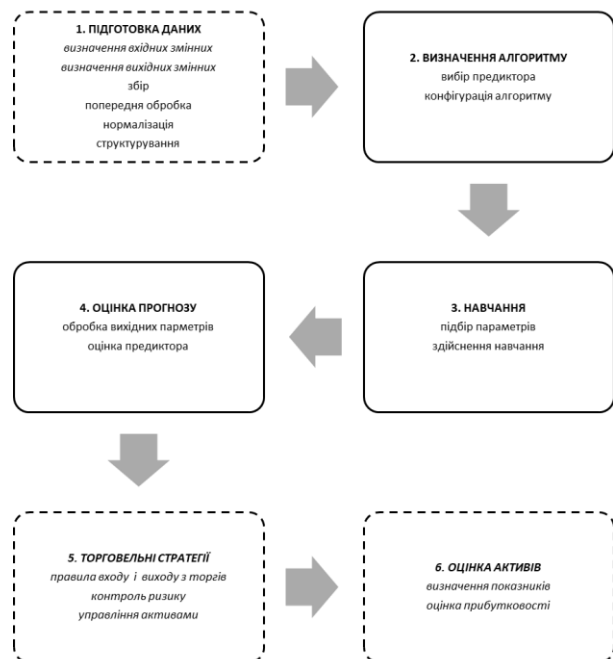 1. ПІДГОТОВКА ДАНИХ
визначення вхідних змінних
визначення вихідних змінних
збір
попередня обробка
нормалізація
структурування
2. ВИЗНАЧЕННЯ АЛГОРИТМУ
вибір предиктора
конфігурація алгоритму
3. НАВЧАННЯ
підбір параметрів
здійснення навчання
4. ОЦІНКА ПРОГНОЗУ
обробка вихідних парметрів
оцінка предиктора
5. ТОРГОВЕЛЬНІ СТРАТЕГІЇ
правила входу і виходу з торгів
контроль ризику
управління активами
6. ОЦІНКА АКТИВІВ
визначення показників
оцінка прибутковості